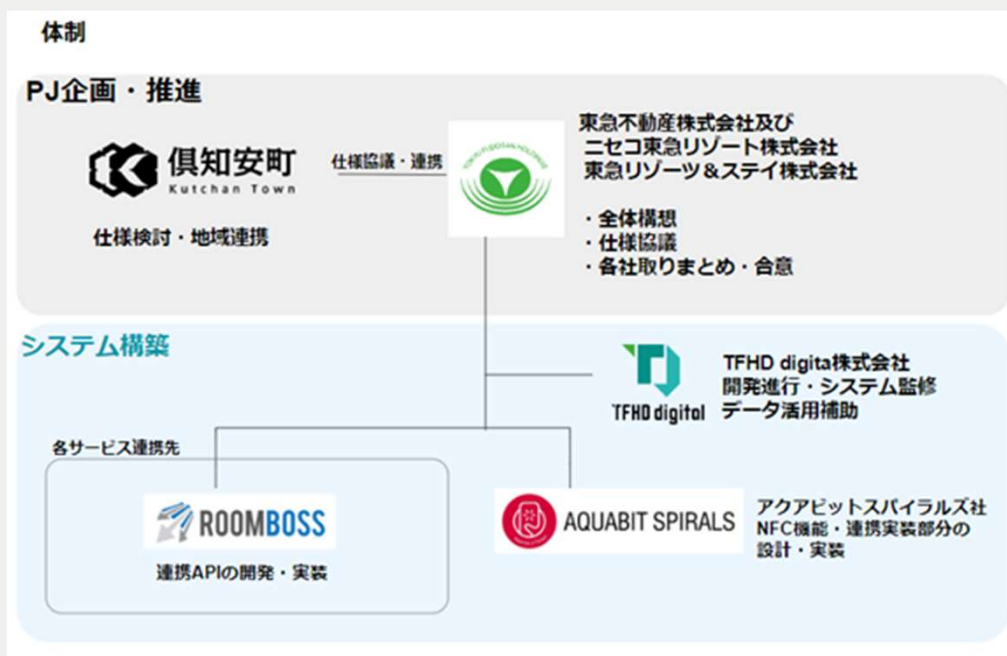 体制
PJ企画・推進
倶知安町
Kutchan Town
仕様検討・地域連携
仕様協議・連携
TOKYU FUDOSAN HOLDINGS
東急不動産株式会社及び
ニセコ東急リゾート株式会社
東急リゾーツ＆ステイ株式会社
・全体構想
・仕様協議
・各社取りまとめ・合意
システム構築
TFHD digital
TFHD digita株式会社
開発進行・システム監修
データ活用補助
各サービス連携先
ROOMBOSS
連携APIの開発・実装
AQUABIT SPIRALS
アクアビットスパイラルズ社
NFC機能・連携実装部分の
設計・実装